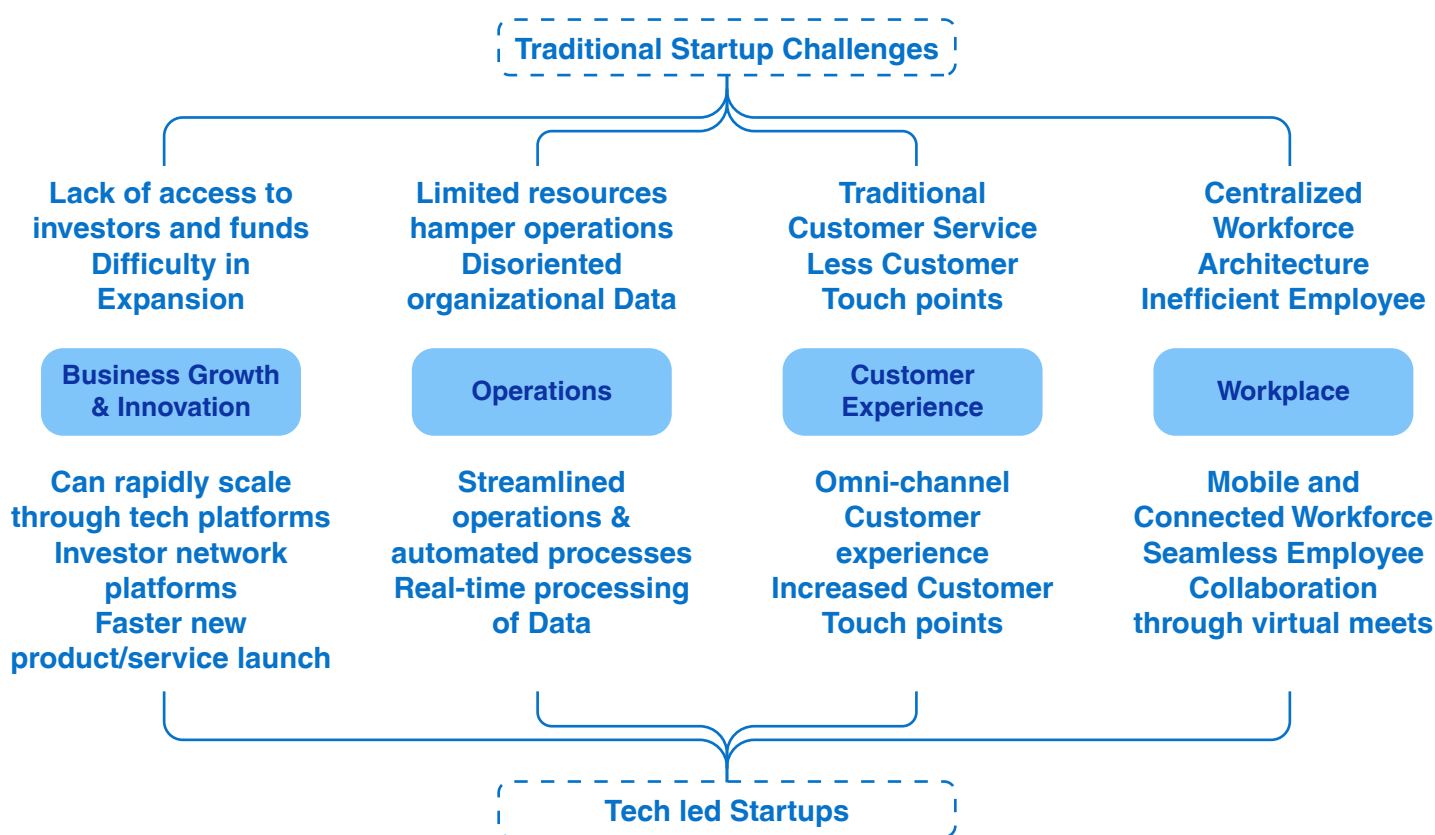 Traditional Startup Challenges
Lack of access to
investors and funds
Difficulty in
Expansion
Limited resources
hamper operations
Disoriented
organizational Data
Traditional
Customer Service
Less Customer
Touch points
Centralized
Workforce
Architecture
Inefficient Employee
Business Growth
& Innovation
Operations
Customer
Experience
Workplace
Can rapidly scale
through tech platforms
Investor network
platforms
Faster new
product/service launch
Streamlined
operations &
automated processes
Real-time processing
of Data
Omni-channel
Customer
experience
Increased Customer
Touch points
Mobile and
Connected Workforce
Seamless Employee
Collaboration
through virtual meets
Tech led Startups